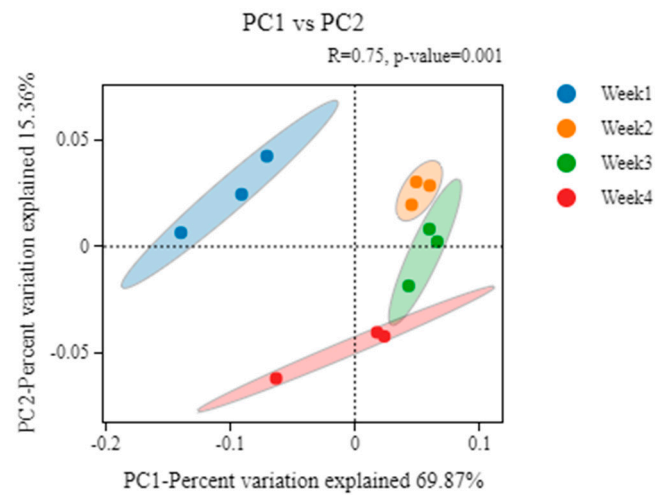 PC1 vs PC2
R=0.75, p-value=0.001
PC2-Percent variation explained 15.36%
0.05
0
-0.05
-0.2
-0.1
0
0.1
PC1-Percent variation explained 69.87%
Week1
Week2
Week3
Week4